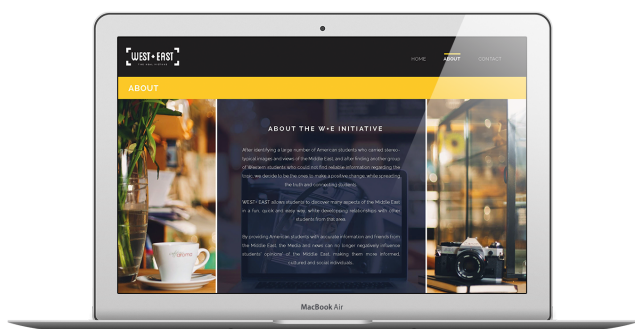 WEST+EAST
HOME ABOUT CONTACT
ABOUT
ABOUT THE W+E INITIATIVE
After identifying a large number of American students who carried stereo-
typical images and views of the Middle East, and after finding another group
of Western students who could not find reliable information regarding the
topic, we decide to be the ones to make a positive change, while spreading
the truth and connecting students.
WEST+EAST allows students to discover many aspects of the Middle East
in a fun, quick and easy way, while developing relationships with other
students from that area.
By providing American students with accurate information and friends from
the Middle East, the Media and news can no longer negatively influence
students' opinions of the Middle East, making them more informed,
cultured and social individuals.
aroma
MacBook Air